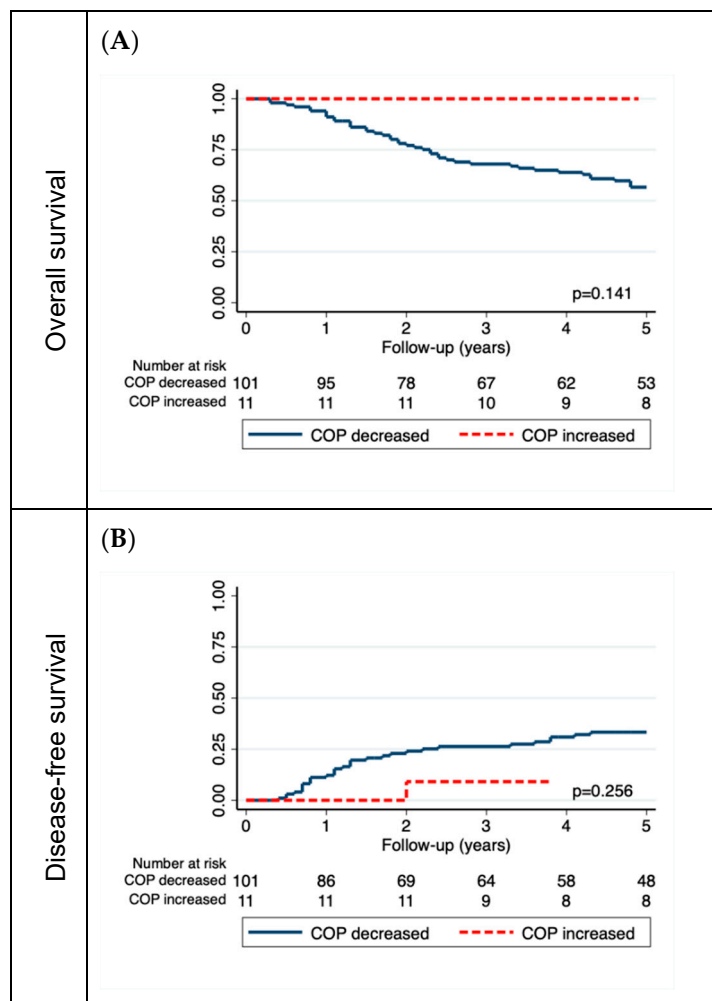 (A)
Overall survival
1.00
0.75
0.50
0.25
0.00
p=0.141
0 1 2 3 4 5
Follow-up (years)
Number at risk
COP decreased 101 95 78 67 62 53
COP increased 11 11 11 10 9 8
COP decreased COP increased
(B)
Disease-free survival
1.00
0.75
0.50
0.25
0.00
p=0.256
0 1 2 3 4 5
Follow-up (years)
Number at risk
COP decreased 101 86 69 64 58 48
COP increased 11 11 11 9 8 8
COP decreased COP increased